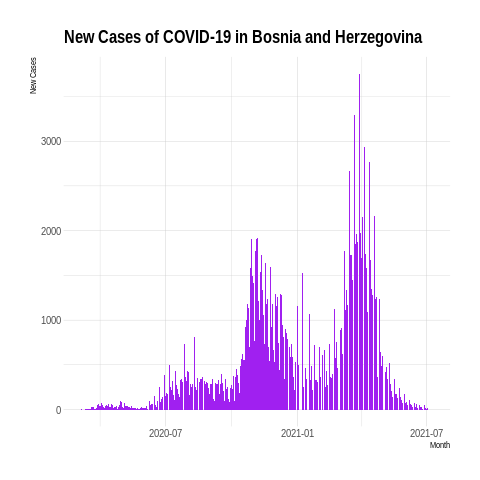 New Cases of COVID-19 in Bosnia and Herzegovina
New Cases
3000
2000
1000
0
2020-07 2021-01 2021-07
Month